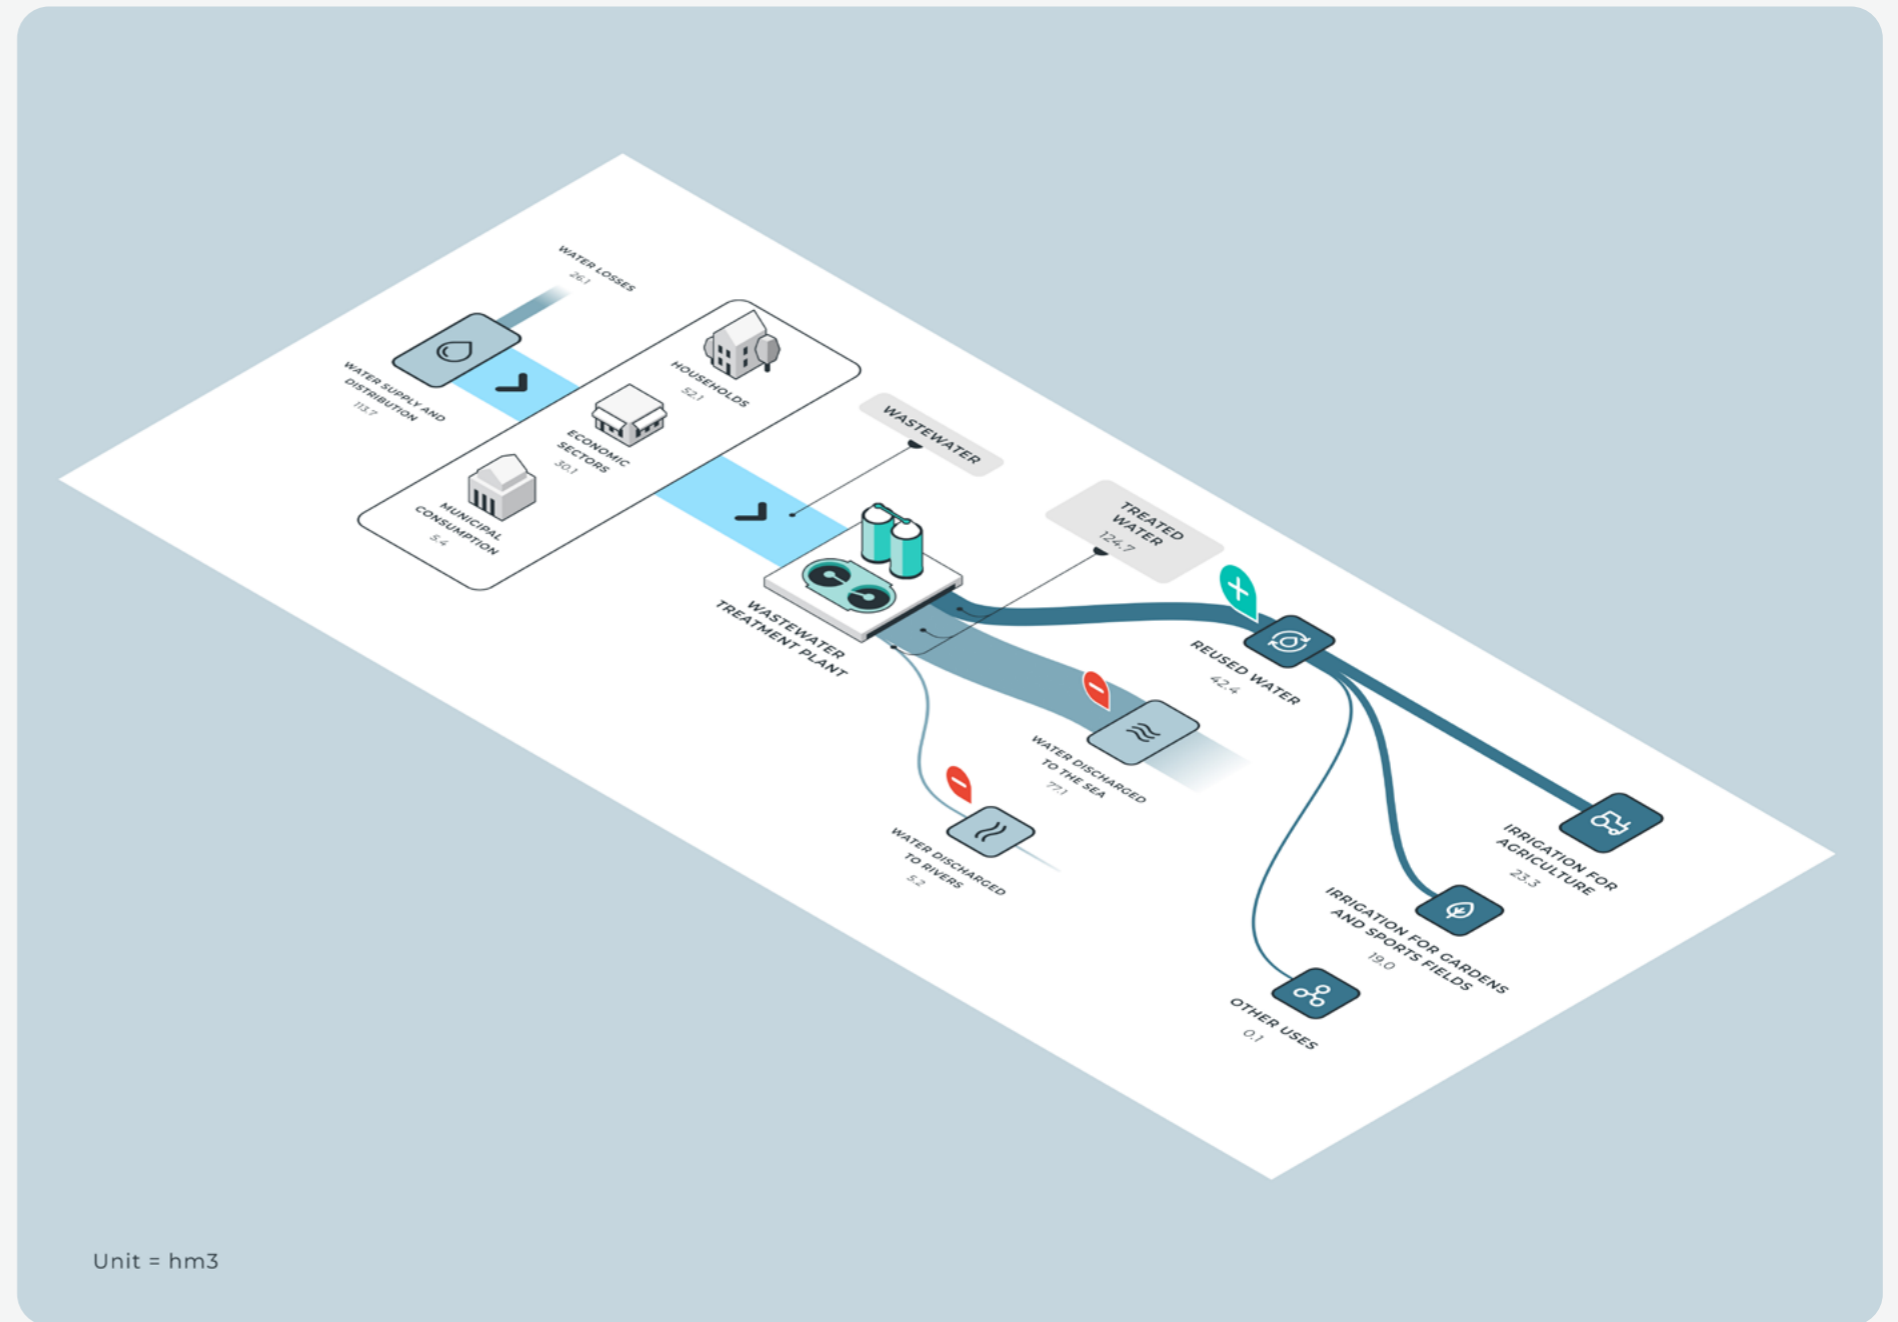 WATER LOSSES
26.1
WATER SUPPLY AND
DISTRIBUTION
113.7
HOUSEHOLDS
52.1
ECONOMIC
SECTORS
30.1
MUNICIPAL
CONSUMPTION
5.4
WASTEWATER
TREATED
WATER
124.7
WASTEWATER
TREATMENT PLANT
REUSED WATER
42.4
WATER DISCHARGED
TO THE SEA
77.1
WATER DISCHARGED
TO RIVERS
5.2
IRRIGATION FOR
AGRICULTURE
23.3
IRRIGATION FOR GARDENS
AND SPORTS FIELDS
19.0
OTHER USES
0.1
Unit = hm3